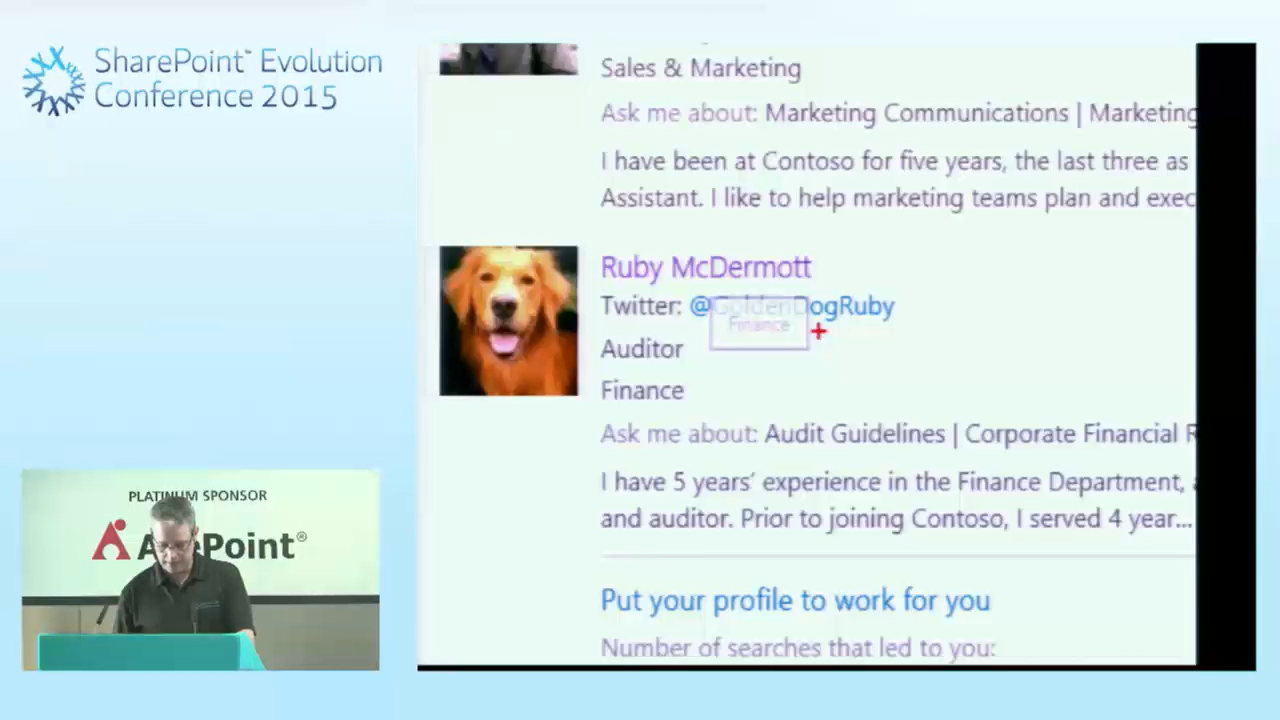 SharePoint™ Evolution
Conference 2015
Sales & Marketing
Ask me about: Marketing Communications | Marketing
I have been at Contoso for five years, the last three as
Assistant. I like to help marketing teams plan and exec
Ruby McDermott
Twitter: @GoldenDogRuby
Finance
Auditor
Finance
Ask me about: Audit Guidelines | Corporate Financial R
I have 5 years’ experience in the Finance Department, a
and auditor. Prior to joining Contoso, I served 4 year...
Put your profile to work for you
Number of searches that led to you:
PLATINUM SPONSOR
AvePoint®